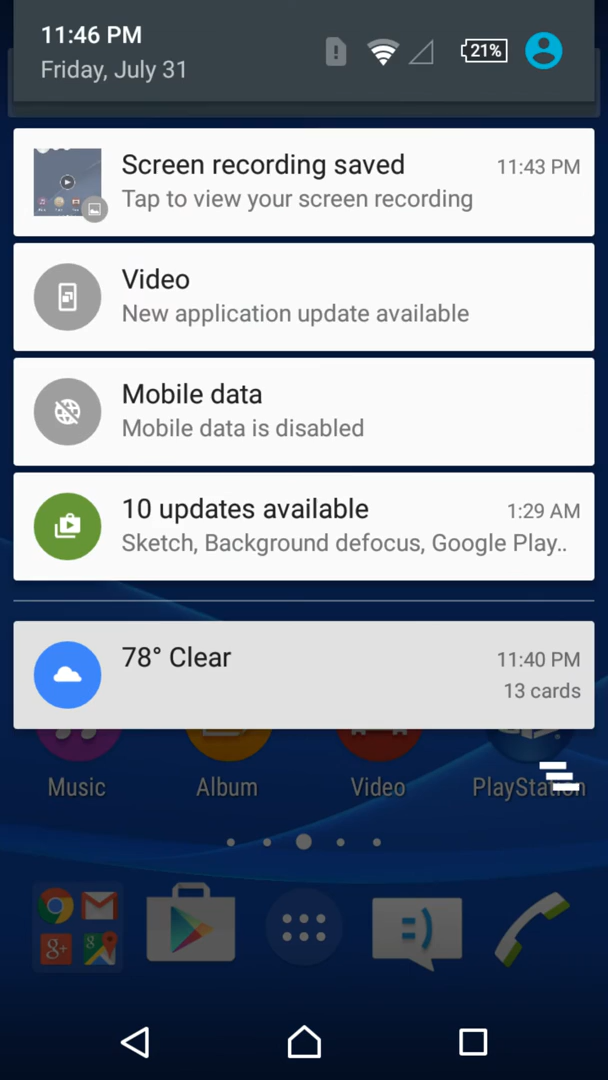 11:46 PM
Friday, July 31
21%
Screen recording saved
11:43 PM
Tap to view your screen recording
Video
New application update available
Mobile data
Mobile data is disabled
10 updates available
1:29 AM
Sketch, Background defocus, Google Play..
78° Clear
11:40 PM
13 cards
Music
Album
Video
PlayStation